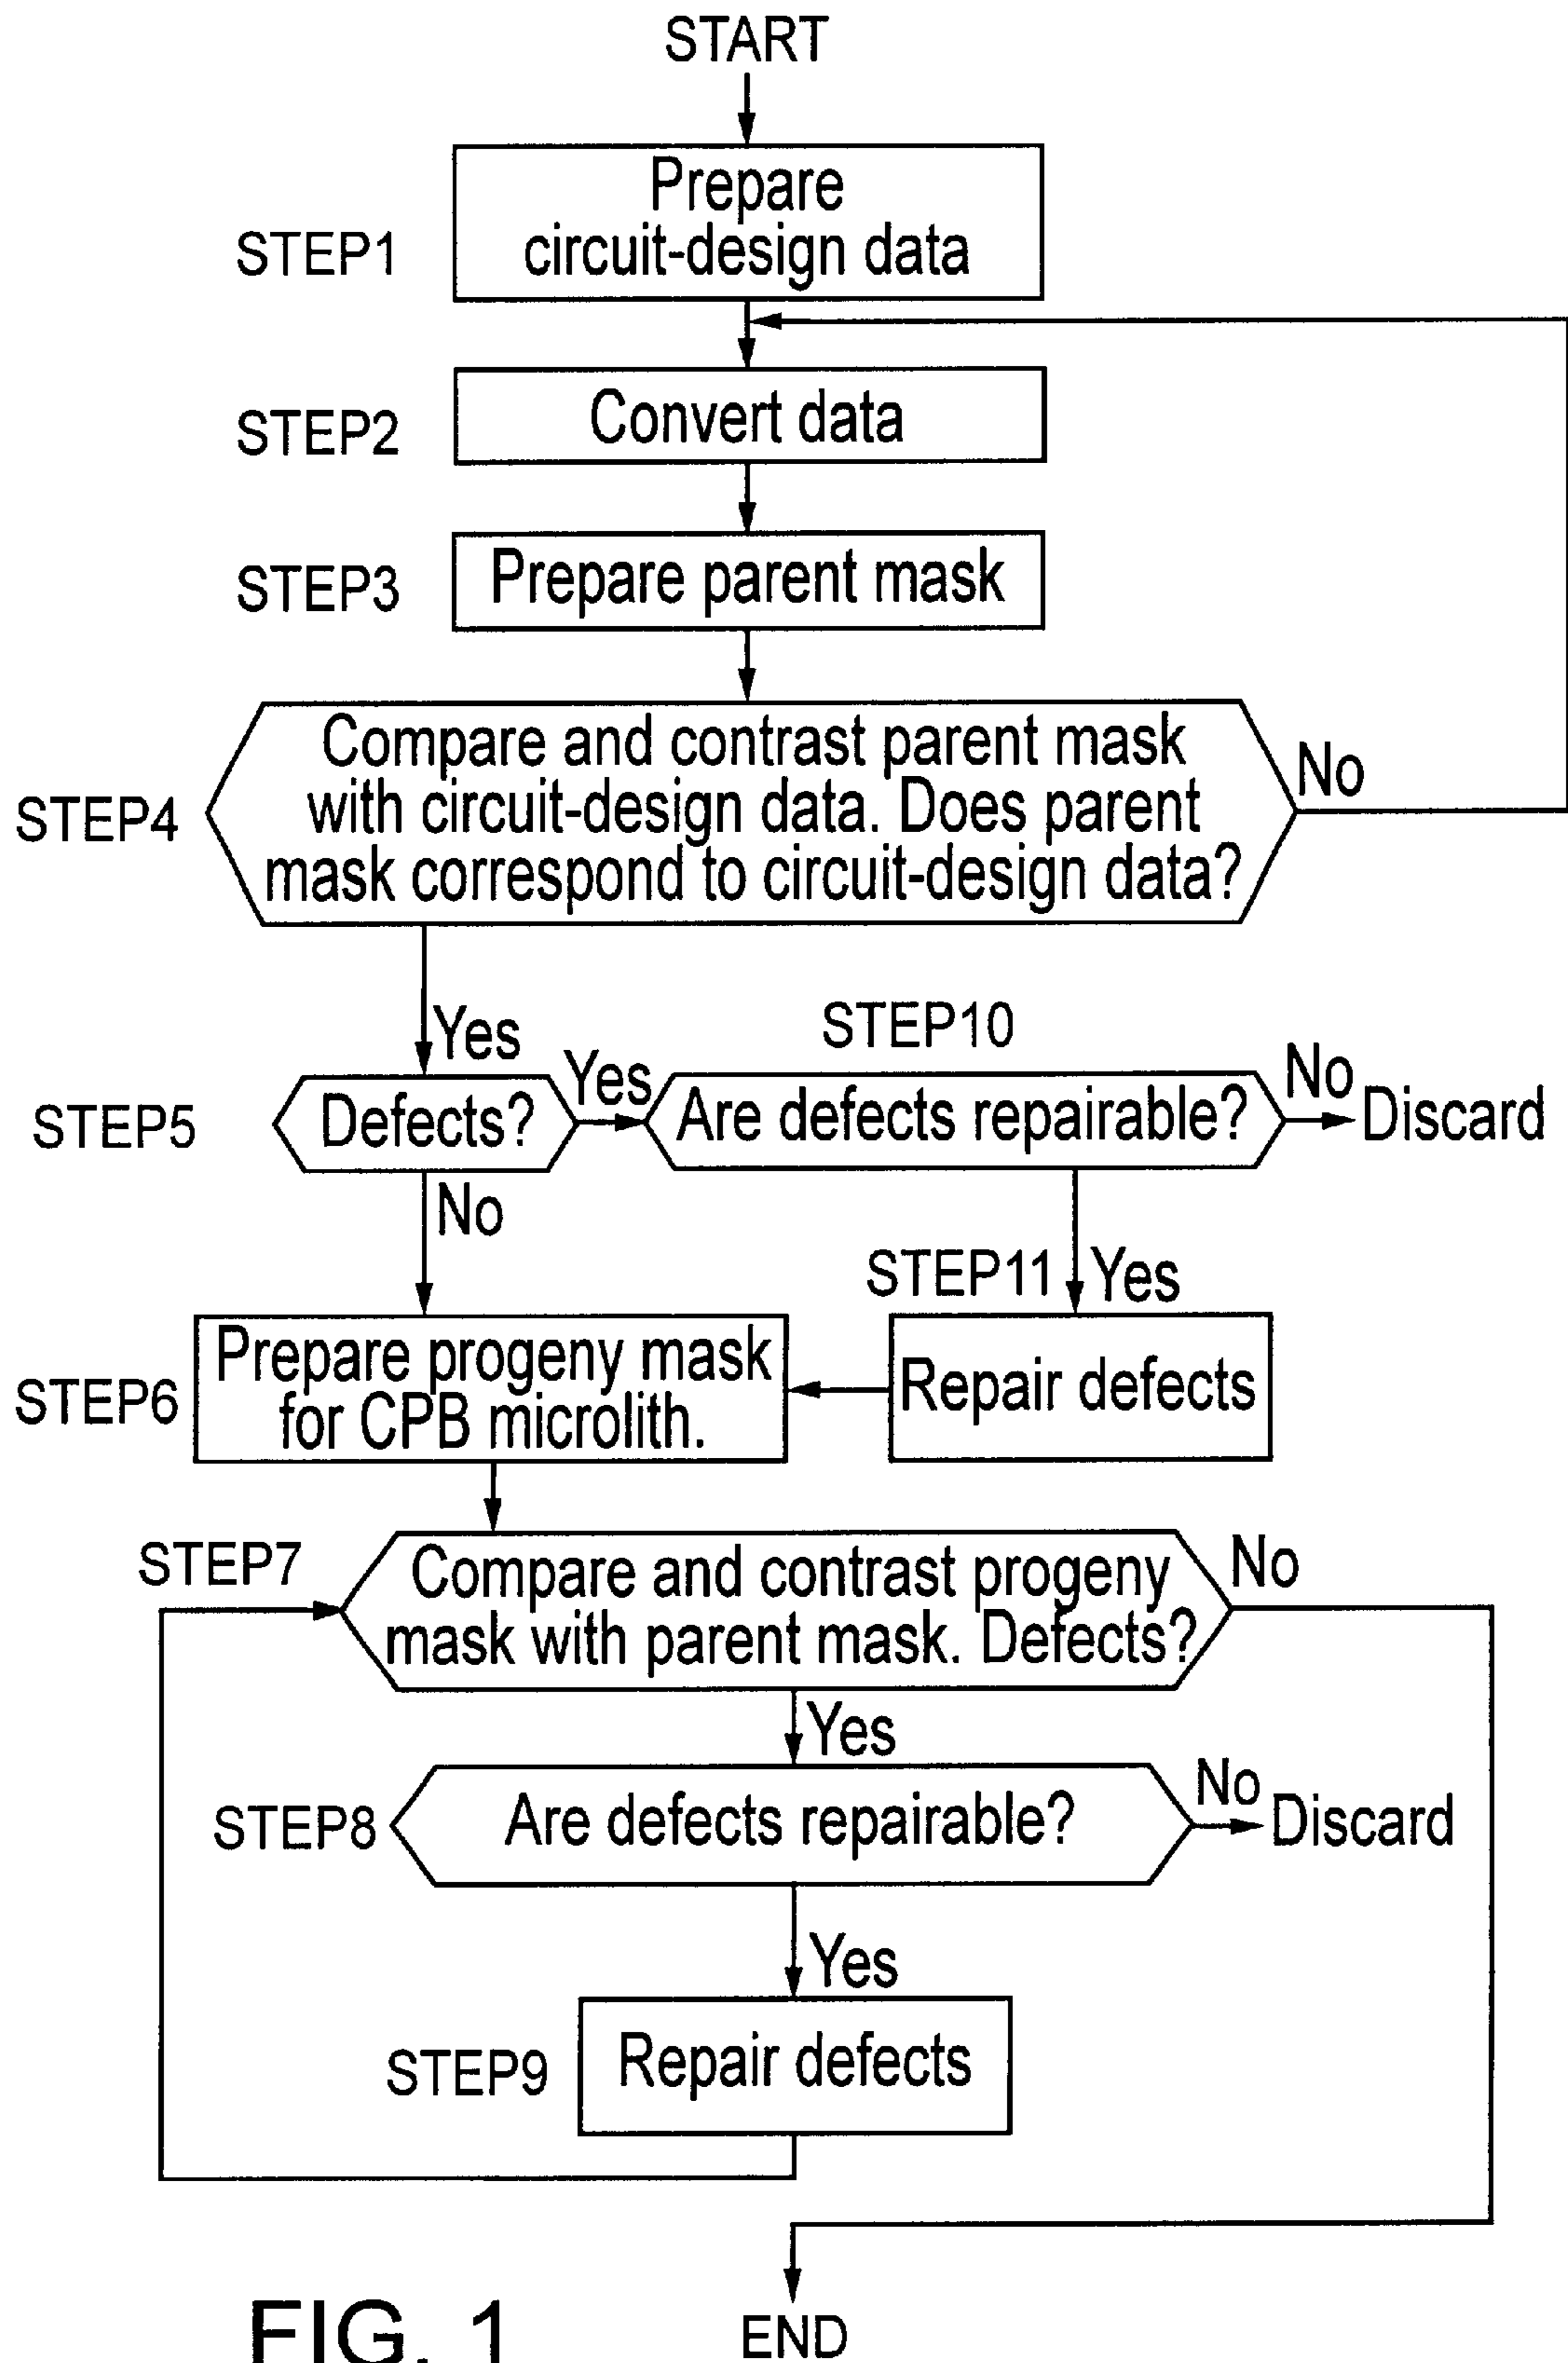 START
STEP1
Prepare
circuit-design data
STEP2
Convert data
STEP3
Prepare parent mask
STEP4
Compare and contrast parent mask
with circuit-design data. Does parent
mask correspond to circuit-design data?
No
Yes
STEP5
Defects?
Yes
STEP10
Are defects repairable?
No
Discard
No
STEP11
Yes
STEP6
Prepare progeny mask
for CPB microlith.
Repair defects
STEP7
Compare and contrast progeny
mask with parent mask. Defects?
No
Yes
STEP8
Are defects repairable?
No
Discard
Yes
STEP9
Repair defects
END
FIG. 1